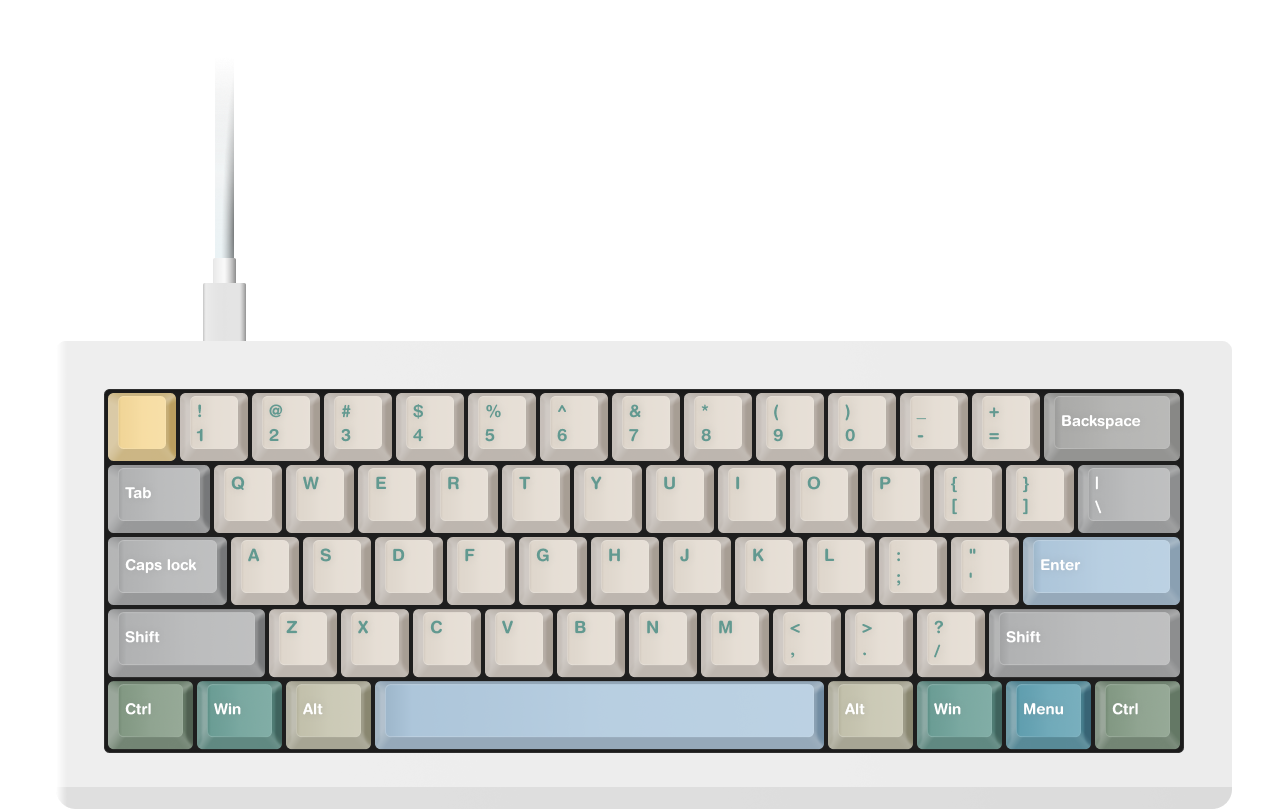 ! @ # $ % ^ & * ( ) _ +
1 2 3 4 5 6 7 8 9 0 - = Backspace
Tab Q W E R T Y U I O P { } |
[ ] \
Caps lock A S D F G H J K L : " Enter
; '
Shift Z X C V B N M < > ? Shift
, . /
Ctrl Win Alt Alt Win Menu Ctrl